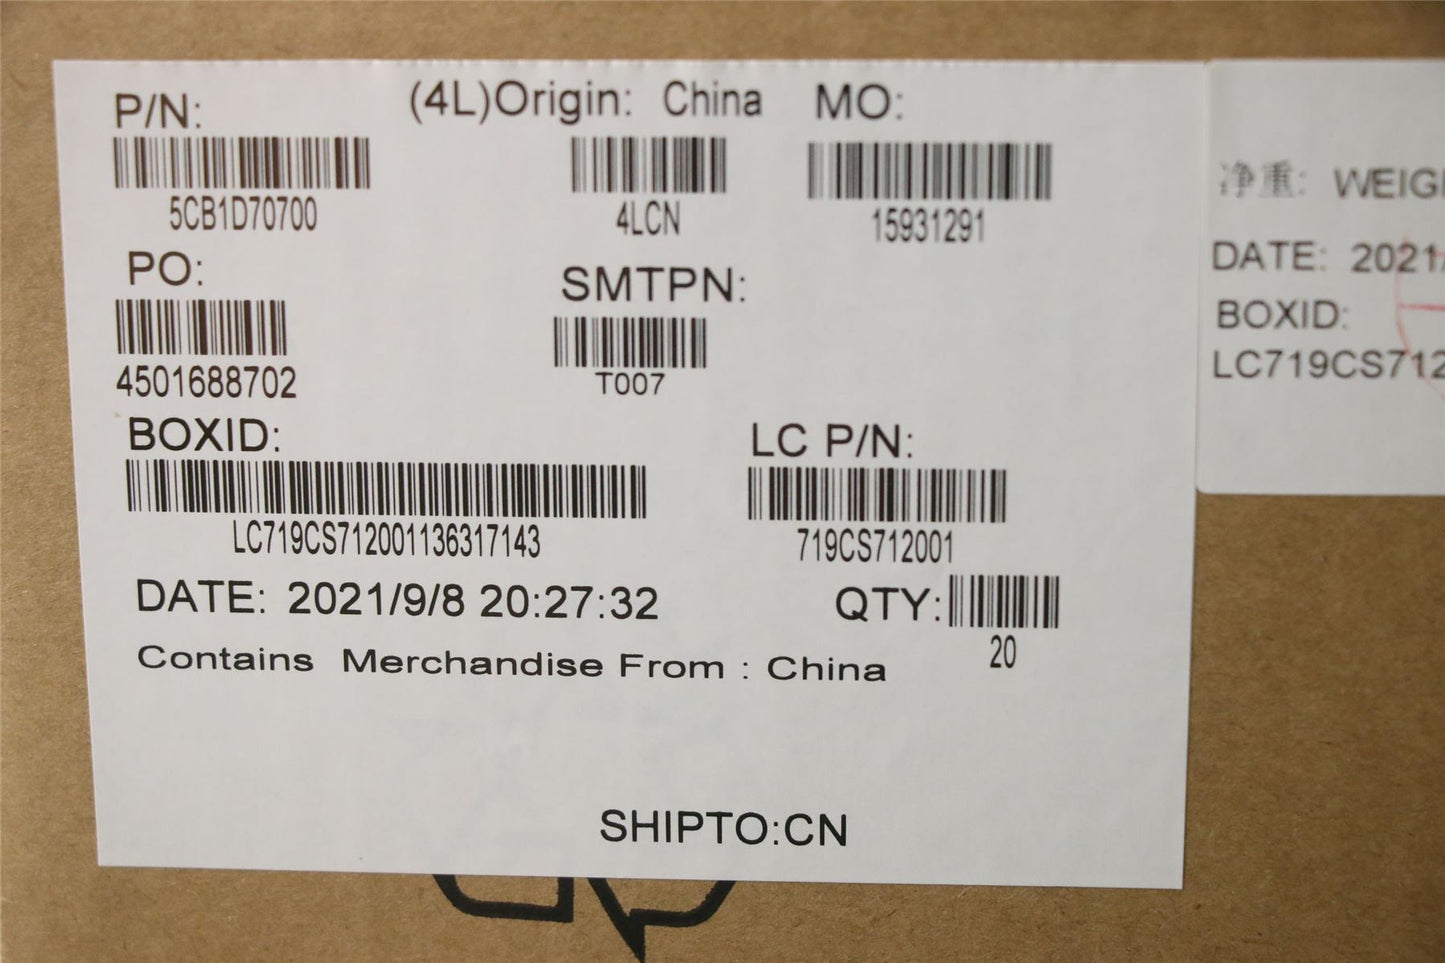 P/N: (4L)Origin: China MO:
5CB1D70700 4LCN 15931291
PO: SMTPN:
4501688702 T007
BOXID: LC P/N:
LC719CS712001136317143 719CS712001
DATE: 2021/9/8 20:27:32 QTY:
20
Contains Merchandise From : China
SHIPTO:CN
净重: WEIG
DATE: 2021/
BOXID:
LC719CS712